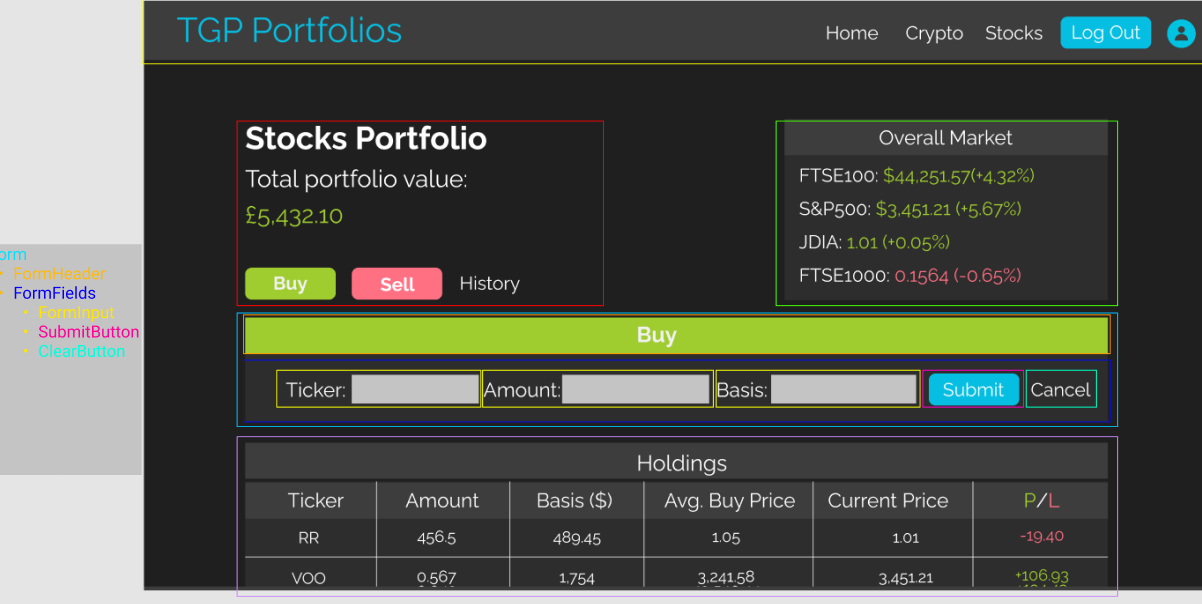 TGP Portfolios
Home Crypto Stocks Log Out
Stocks Portfolio
Total portfolio value:
£5,432.10
Buy Sell History
Overall Market
FTSE100: $44,251.57(+4.32%)
S&P500: $3,451.21 (+5.67%)
JDIA: 1.01 (+0.05%)
FTSE1000: 0.1564 (-0.65%)
orm
FormHeader
FormFields
FormInput
SubmitButton
ClearButton
Buy
Ticker: Amount: Basis: Submit Cancel
Holdings
Ticker Amount Basis ($) Avg. Buy Price Current Price P/L
RR 456.5 489.45 1.05 1.01 -19.40
VOO 0.567 1,754 3,241.58 3,451.21 +106.93